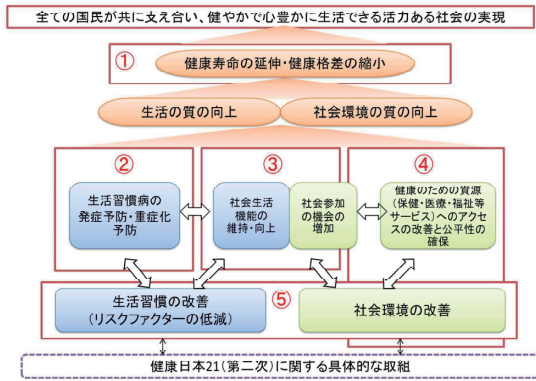 全ての国民が共に支え合い、健やかで心豊かに生活できる活力ある社会の実現
①
健康寿命の延伸・健康格差の縮小
生活の質の向上
社会環境の質の向上
②
③
④
生活習慣病の
発症予防・重症化
予防
社会生活
機能の
維持・向上
社会参加
の機会の
増加
健康のための資源
(保健・医療・福祉等
サービス)へのアクセ
スの改善と公平性の
確保
⑤
生活習慣の改善
(リスクファクターの低減)
社会環境の改善
健康日本21(第二次)に関する具体的な取組